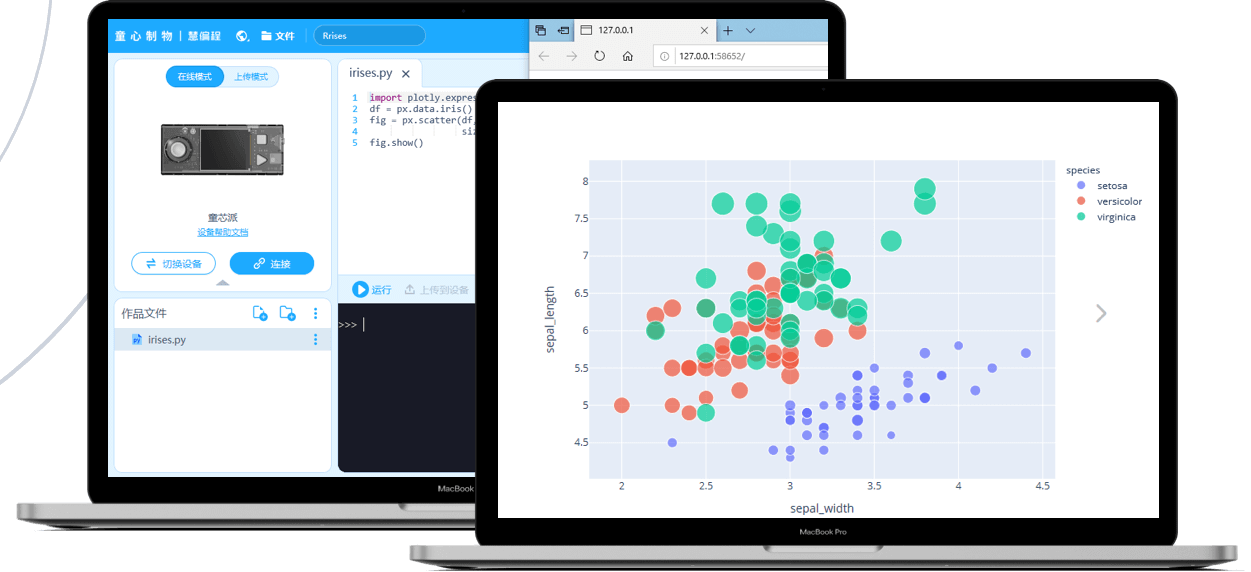 童心制物 | 慧编程
文件
Rrises
127.0.0.1
127.0.0.1:58652/
在线模式
上传模式
童芯派
设备帮助文档
切换设备
连接
作品文件
irises.py
irises.py
1 import plotly.expres
2 df = px.data.iris()
3 fig = px.scatter(df,
4 siz
5 fig.show()
运行
上传到设备
>>>
MacBook
species
setosa
versicolor
virginica
sepal_length
8
7.5
7
6.5
6
5.5
5
4.5
2
2.5
3
3.5
4
4.5
sepal_width
MacBook Pro